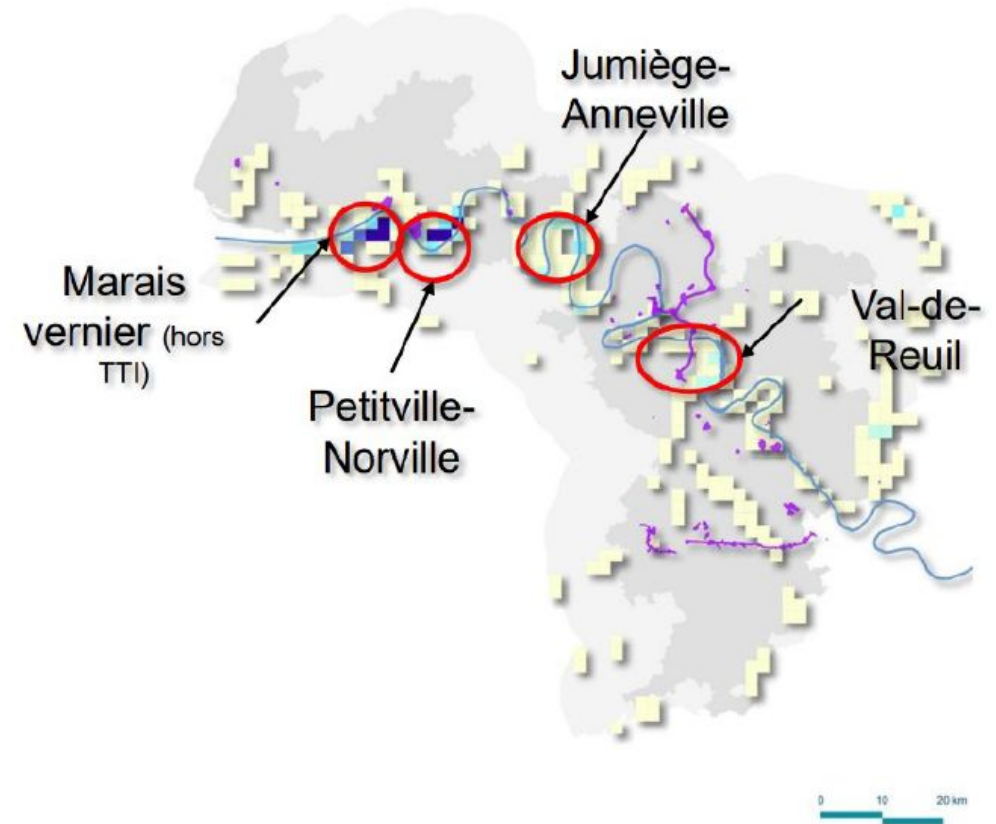 Jumiège-
Anneville
Marais
vernier (hors
TTI)
Val-de-
Reuil
Petitville-
Norville
0 10 20 km